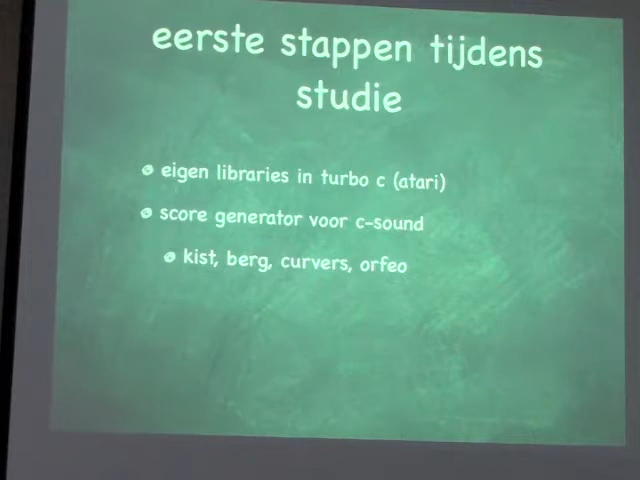 eerste stappen tijdens
studie
eigen libraries in turbo c (atari)
score generator voor c-sound
kist, berg, curvers, orfeo